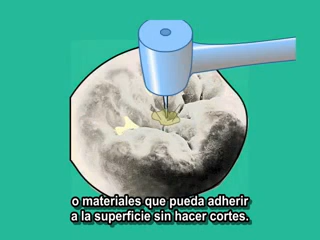 o materiales que pueda adherir
a la superficie sin hacer cortes.